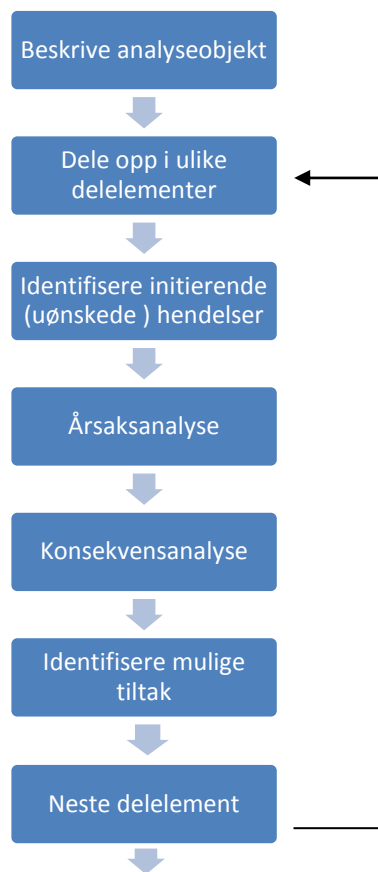 Beskrive analyseobjekt
Dele opp i ulike
delelementer
Identifisere initierende
(uønskede ) hendelser
Årsaksanalyse
Konsekvensanalyse
Identifisere mulige
tiltak
Neste delelement